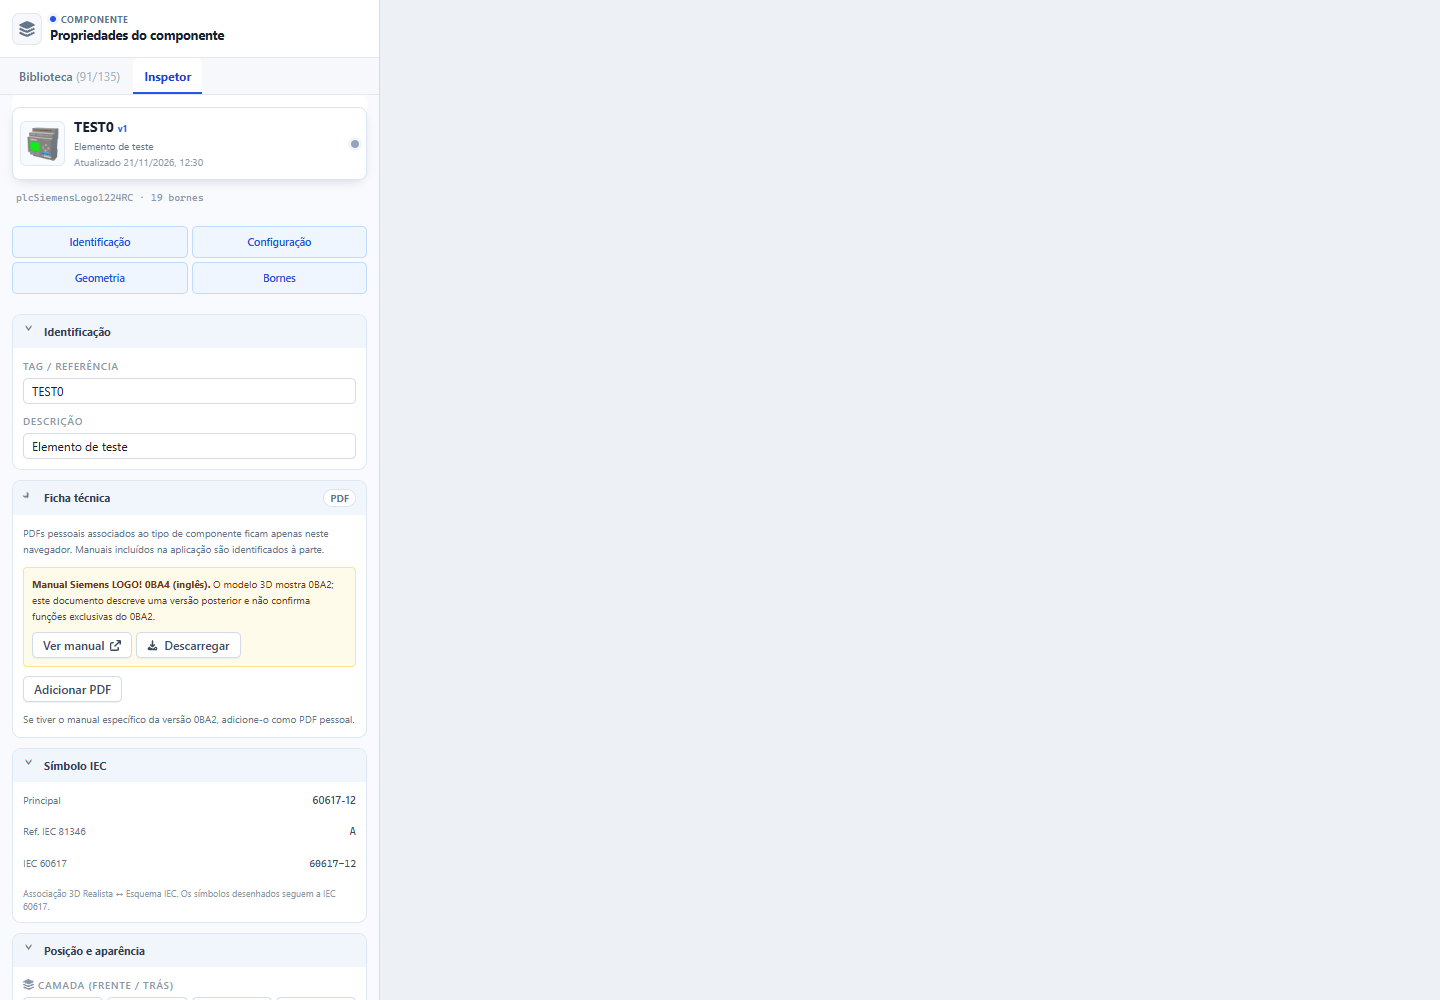 COMPONENTE
Propriedades do componente
Biblioteca (91/135)
Inspetor
TEST0 v1
Elemento de teste
Atualizado 21/11/2026, 12:30
plcSiemensLogo1224RC · 19 bornes
Identificação
Configuração
Geometria
Bornes
Identificação
TAG / REFERÊNCIA
TEST0
DESCRIÇÃO
Elemento de teste
Ficha técnica
PDF
PDFs pessoais associados ao tipo de componente ficam apenas neste
navegador. Manuais incluídos na aplicação são identificados à parte.
Manual Siemens LOGO! 0BA4 (inglês). O modelo 3D mostra 0BA2;
este documento descreve uma versão posterior e não confirma
funções exclusivas do 0BA2.
Ver manual
Descarregar
Adicionar PDF
Se tiver o manual específico da versão 0BA2, adicione-o como PDF pessoal.
Símbolo IEC
Principal 60617-12
Ref. IEC 81346 A
IEC 60617 60617-12
Associação 3D Realista ↔ Esquema IEC. Os símbolos desenhados seguem a IEC
60617.
Posição e aparência
CAMADA (FRENTE / TRÁS)